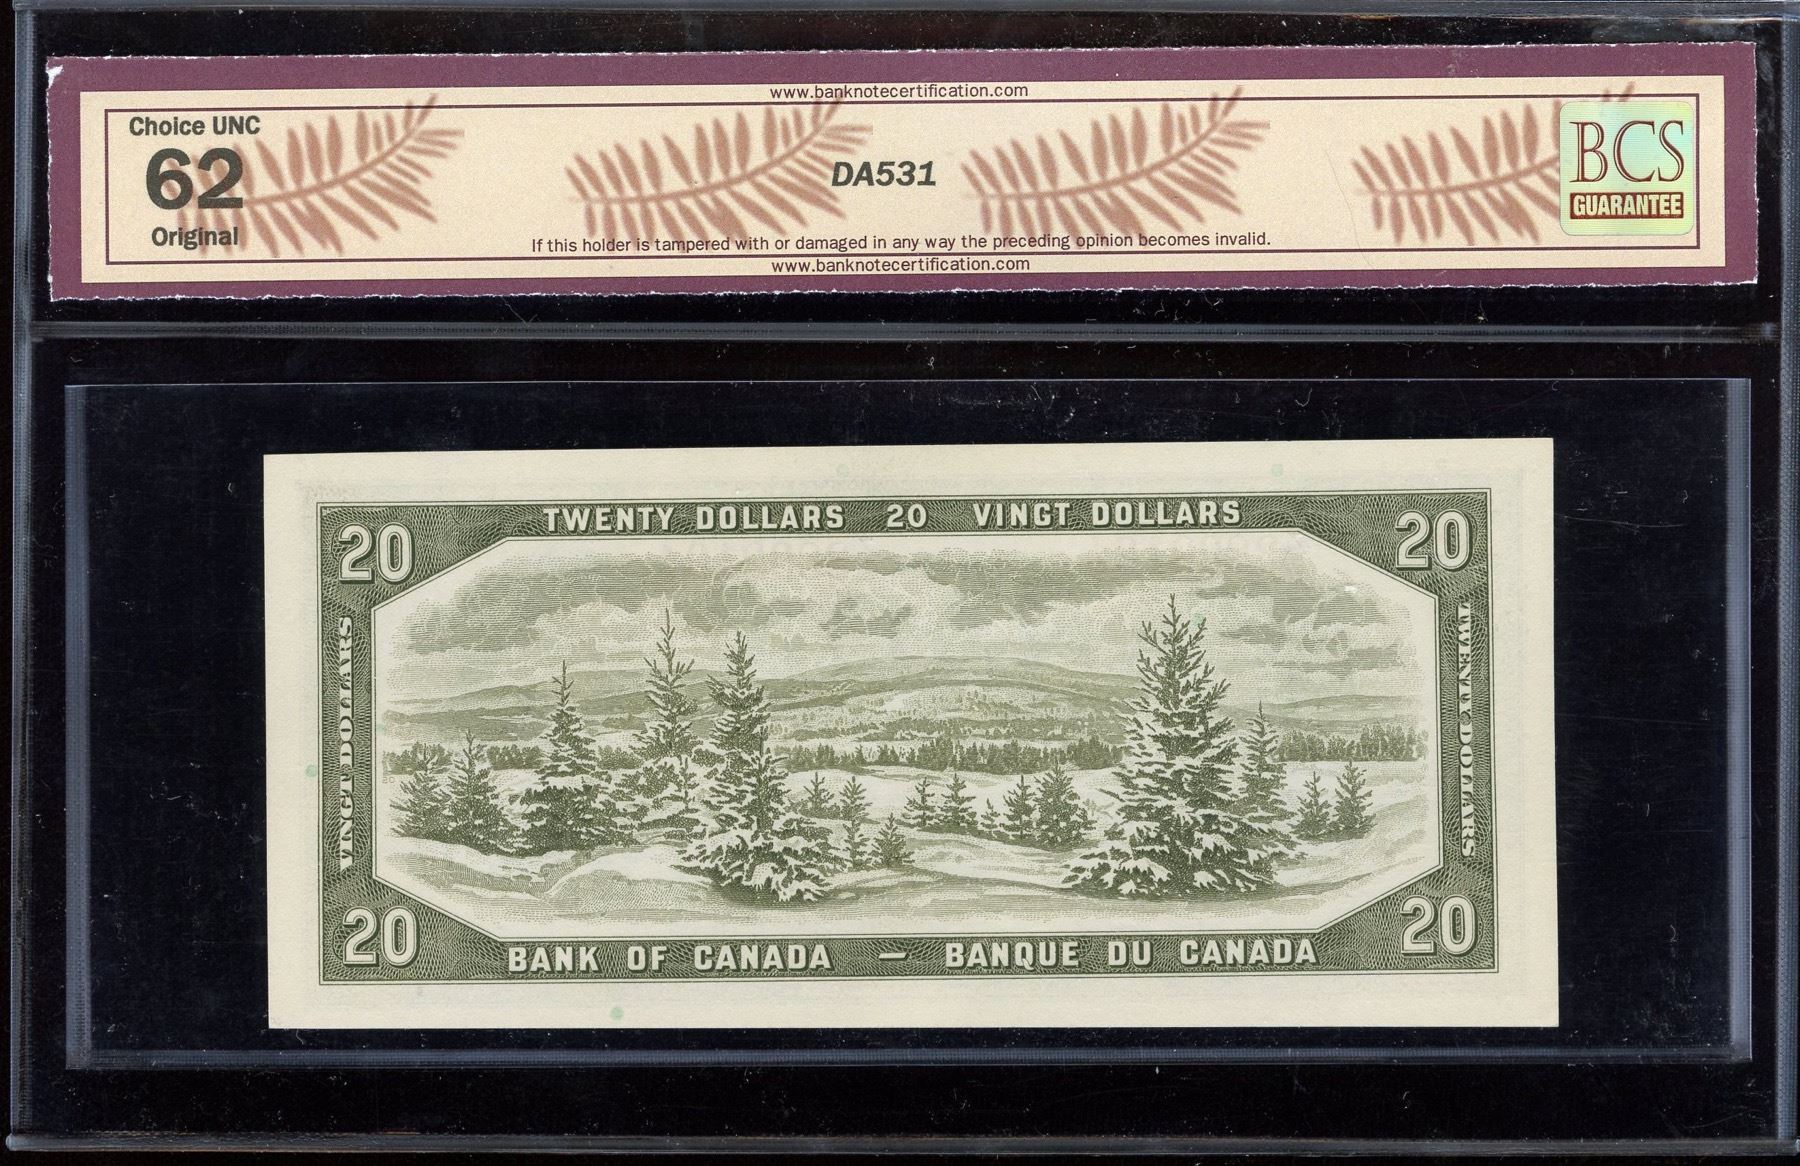 www.banknotecertification.com
Choice UNC
62
Original
DA531
BCS
GUARANTEE
If this holder is tampered with or damaged in any way the preceding opinion becomes invalid.
www.banknotecertification.com
TWENTY DOLLARS 20 VINGT DOLLARS
20
20
VINGT DOLLARS
TWENTY DOLLARS
20
20
BANK OF CANADA — BANQUE DU CANADA